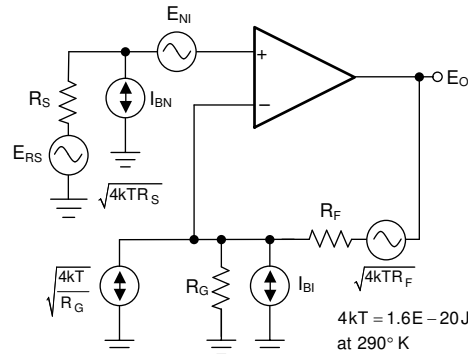 E_NI
+
R_S
I_BN
−
E_O
E_RS
√4kTR_S
R_F
√4kT/R_G
R_G
I_BI
√4kTR_F
4kT = 1.6E − 20J
at 290° K